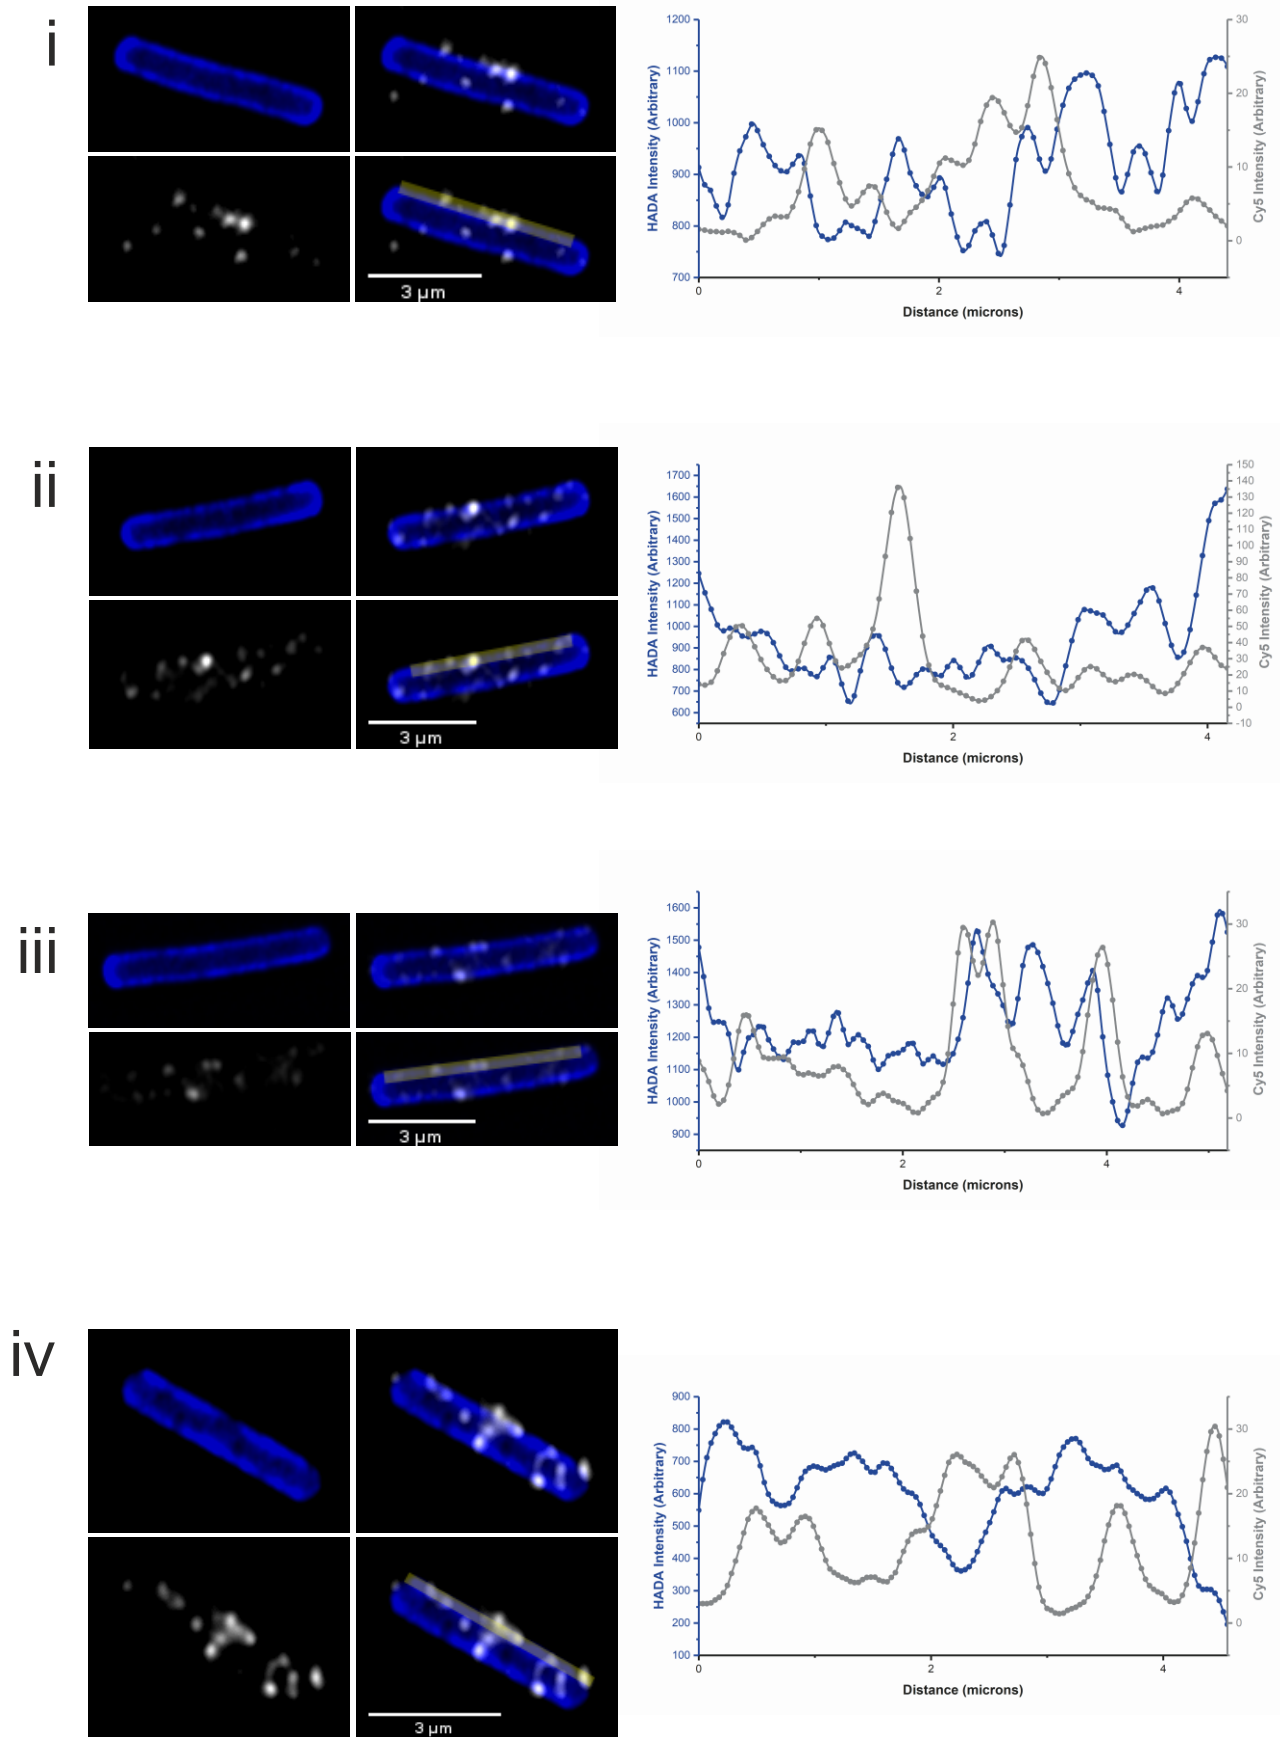 i
HADA Intensity (Arbitrary)
1200
1100
1000
900
800
700
30
20
10
0
Cy5 Intensity (Arbitrary)
0 2 4
Distance (microns)
3 µm
ii
HADA Intensity (Arbitrary)
1700
1600
1500
1400
1300
1200
1100
1000
900
800
700
600
150
140
130
120
110
100
90
80
70
60
50
40
30
20
10
0
-10
Cy5 Intensity (Arbitrary)
0 2 4
Distance (microns)
3 µm
iii
HADA Intensity (Arbitrary)
1600
1500
1400
1300
1200
1100
1000
900
30
20
10
0
Cy5 Intensity (Arbitrary)
0 2 4
Distance (microns)
3 µm
iv
HADA Intensity (Arbitrary)
900
800
700
600
500
400
300
200
100
30
20
10
0
Cy5 Intensity (Arbitrary)
0 2 4
Distance (microns)
3 µm